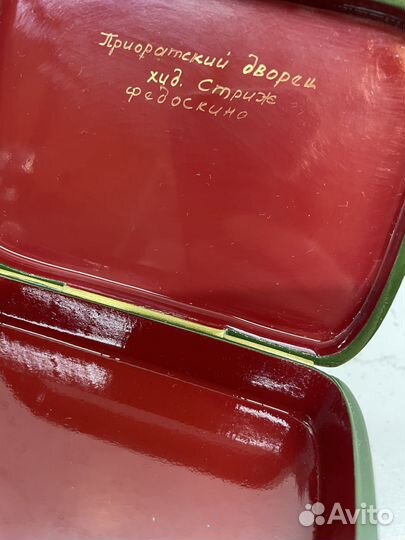 Приоратский дворец
худ. Стриж
Федоскино
Avito